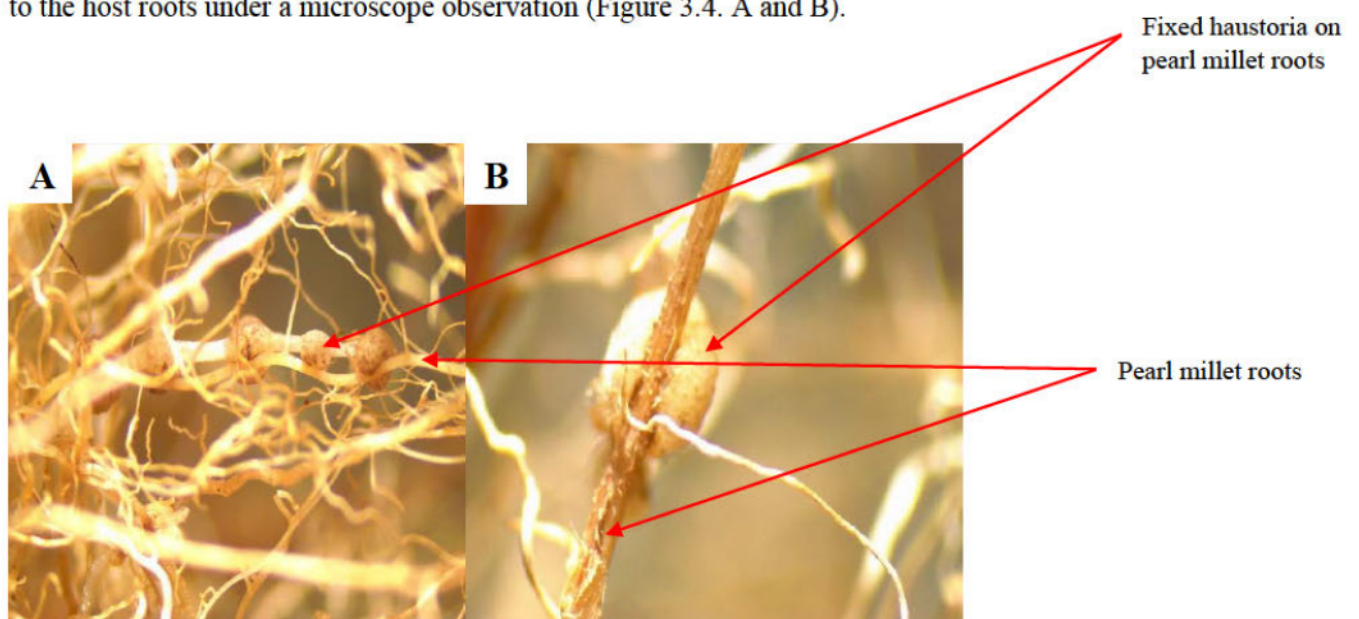 to the host roots under a microscope observation (Figure 3.4. A and B).
Fixed haustoria on
pearl millet roots
A
B
Pearl millet roots